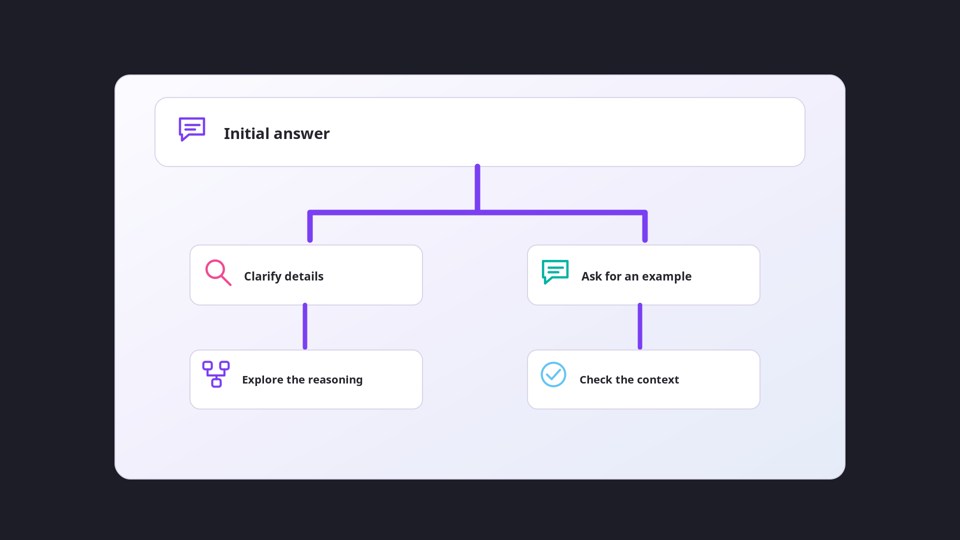 Initial answer
Clarify details
Ask for an example
Explore the reasoning
Check the context